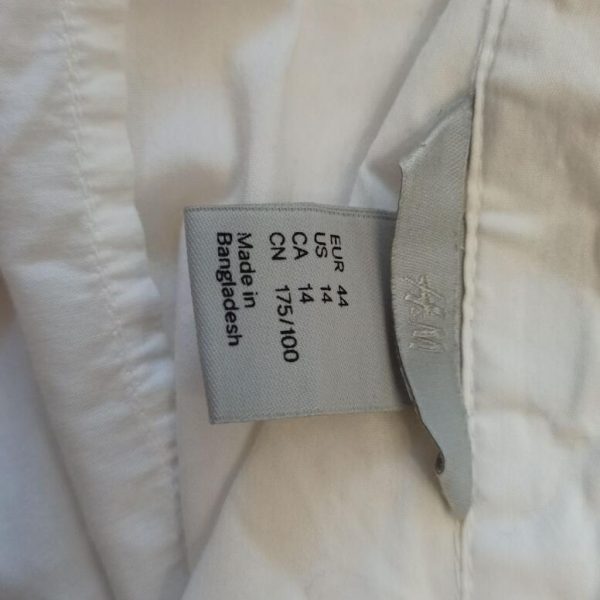 EUR 44
US 14
CA 14
CN 175/100
Made in
Bangladesh
H&M